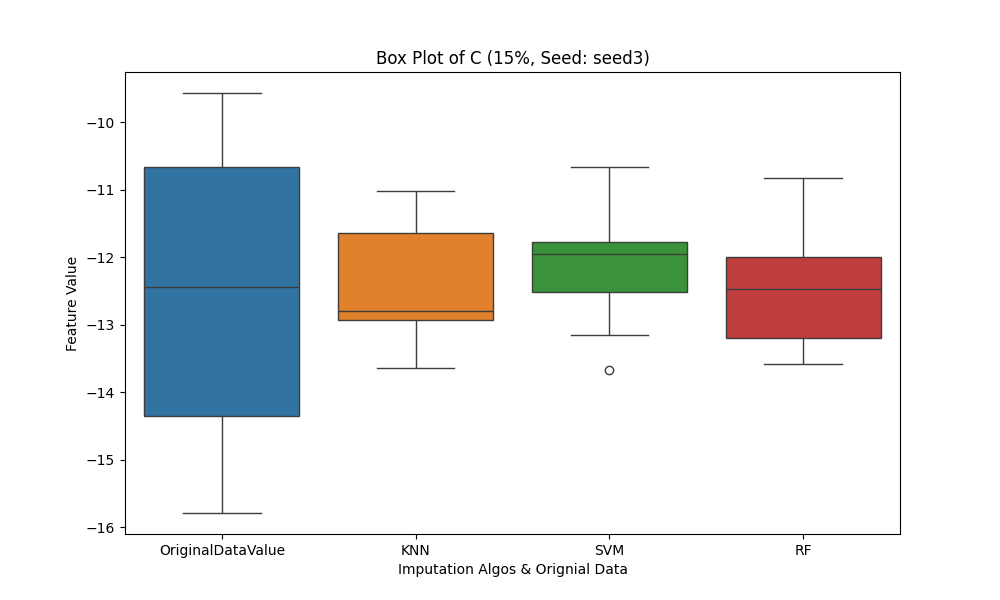 Box Plot of C (15%, Seed: seed3)
Feature Value
−10
−11
−12
−13
−14
−15
−16
OriginalDataValue KNN SVM RF
Imputation Algos & Orignial Data